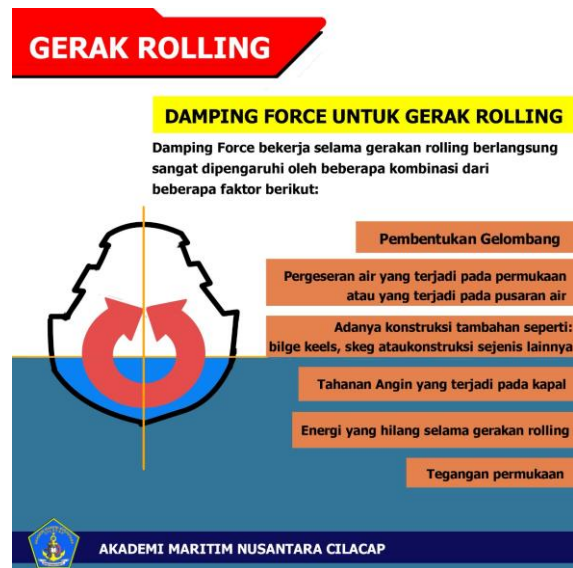 GERAK ROLLING
DAMPING FORCE UNTUK GERAK ROLLING
Damping Force bekerja selama gerakan rolling berlangsung
sangat dipengaruhi oleh beberapa kombinasi dari
beberapa faktor berikut:
Pembentukan Gelombang
Pergeseran air yang terjadi pada permukaan
atau yang terjadi pada pusaran air
Adanya konstruksi tambahan seperti:
bilge keels, skeg ataukonstruksi sejenis lainnya
Tahanan Angin yang terjadi pada kapal
Energi yang hilang selama gerakan rolling
Tegangan permukaan
AKADEMI MARITIM NUSANTARA CILACAP